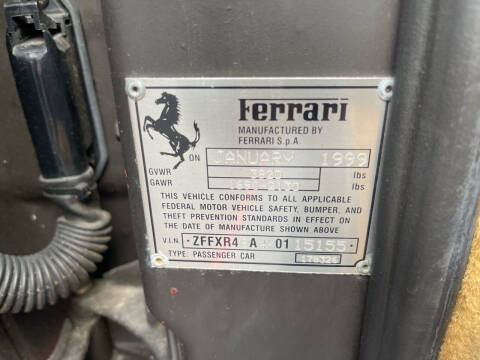 Ferrari
MANUFACTURED BY
FERRARI S.p.A.
ON JANUARY 1999
GVWR lbs
GAWR lbs
THIS VEHICLE CONFORMS TO ALL APPLICABLE
FEDERAL MOTOR VEHICLE SAFETY, BUMPER, AND
THEFT PREVENTION STANDARDS IN EFFECT ON
THE DATE OF MANUFACTURE SHOWN ABOVE
V.I.N. ZFFXR4 A 01 15155
TYPE: PASSENGER CAR